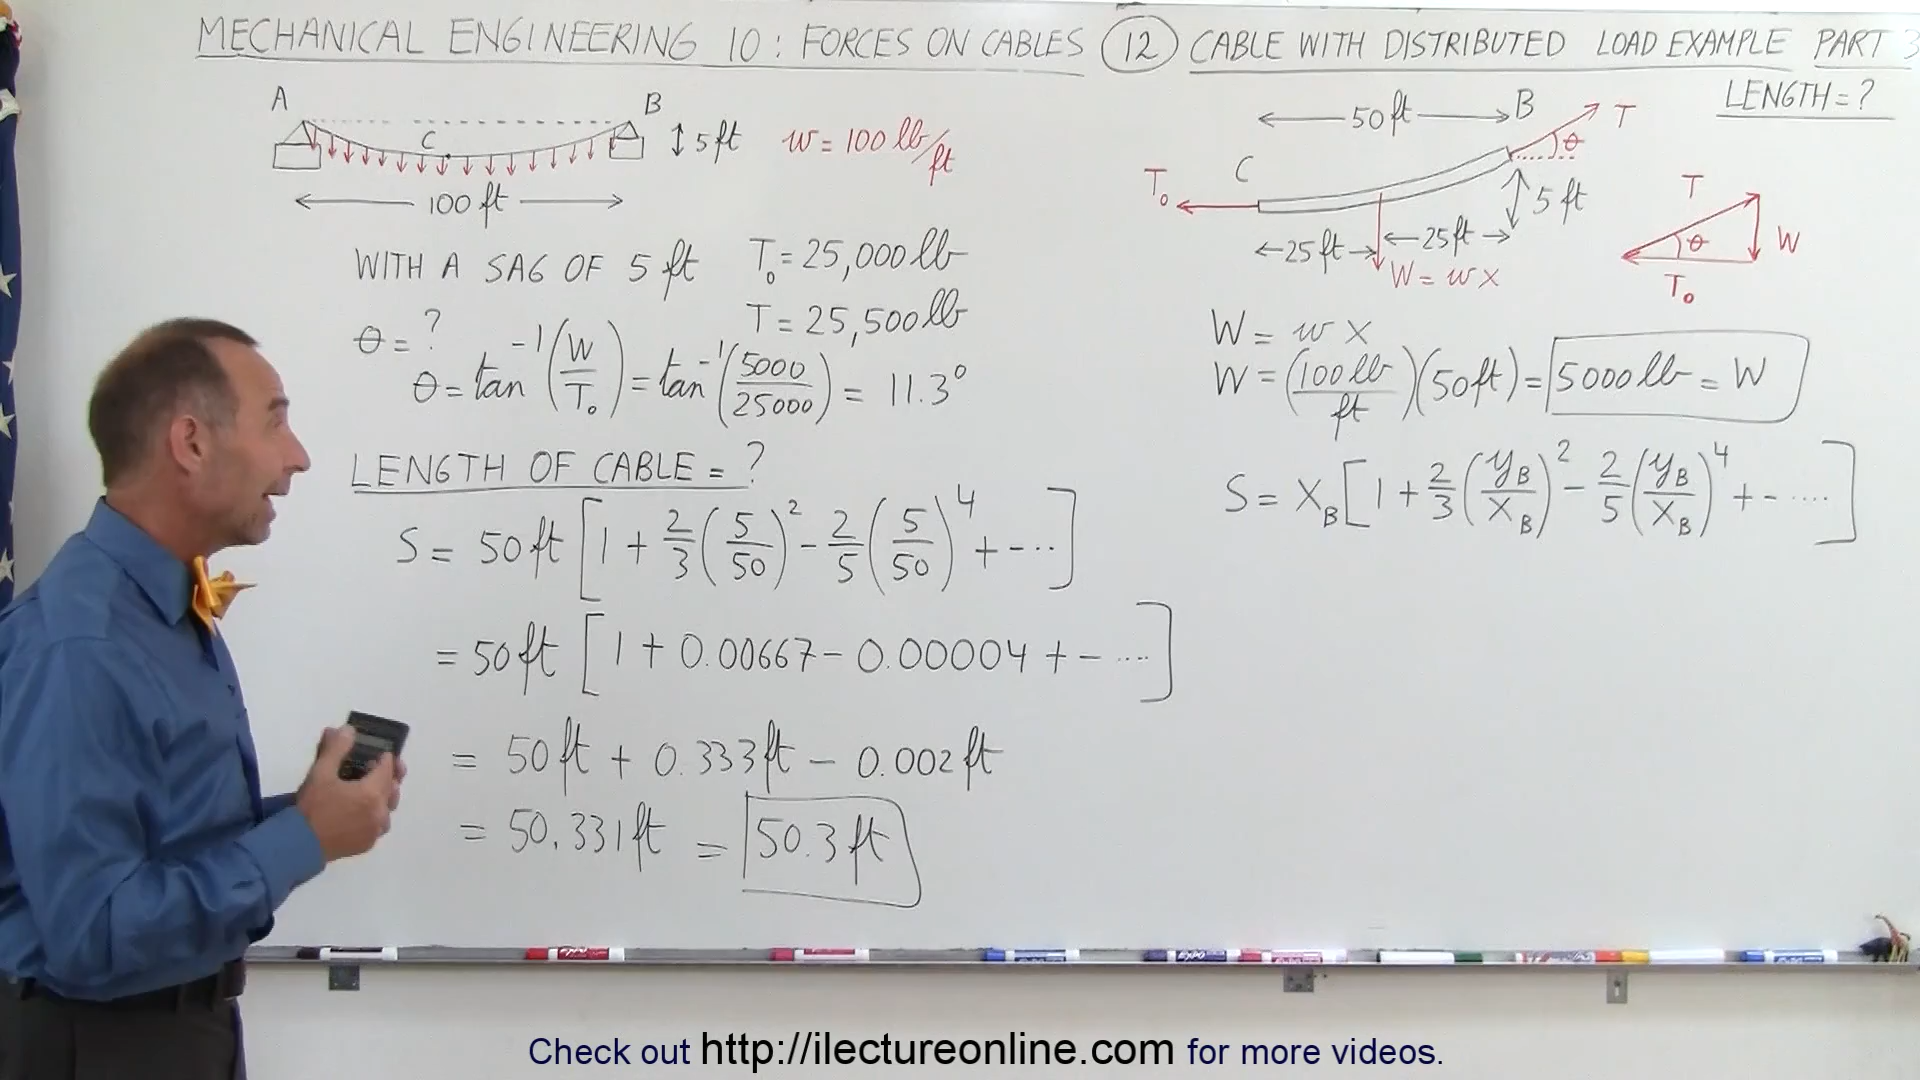 MECHANICAL ENGINEERING 10: FORCES ON CABLES (12) CABLE WITH DISTRIBUTED LOAD EXAMPLE PART 3
LENGTH = ?
A
B
C
5 ft
w = 100 lb/ft
100 ft
WITH A SAG OF 5 ft
T₀ = 25,000 lb
T = 25,500 lb
θ = ?
θ = tan⁻¹(W/T₀) = tan⁻¹(5000/25000) = 11.3°
LENGTH OF CABLE = ?
S = 50 ft [1 + 2/3 (5/50)² - 2/5 (5/50)⁴ + - ....]
= 50 ft [1 + 0.00667 - 0.00004 + - ....]
= 50 ft + 0.333 ft - 0.002 ft
= 50.331 ft = 50.3 ft
50 ft
B
T
θ
C
T₀
5 ft
25 ft
25 ft
W = w x
T
θ
W
T₀
W = w x
W = (100 lb/ft)(50 ft) = 5000 lb = W
S = X_B [1 + 2/3 (y_B/X_B)² - 2/5 (y_B/X_B)⁴ + - ....]
EXPO
Check out http://ilectureonline.com for more videos.